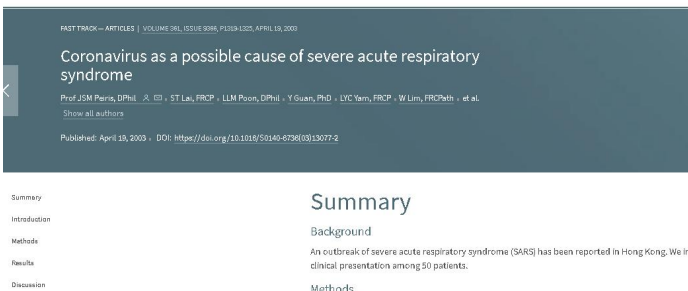 FAST TRACK — ARTICLES | VOLUME 361, ISSUE 9366, P1319-1325, APRIL 19, 2003
Coronavirus as a possible cause of severe acute respiratory
syndrome
Prof JSM Peiris, DPhil • ST Lai, FRCP • LLM Poon, DPhil • Y Guan, PhD • LYC Yam, FRCP • W Lim, FRCPath • et al.
Show all authors
Published: April 19, 2003 • DOI: https://doi.org/10.1016/S0140-6736(03)13077-2
Summary
Introduction
Methods
Results
Discussion
Summary
Background
An outbreak of severe acute respiratory syndrome (SARS) has been reported in Hong Kong. We
clinical presentation among 50 patients.
Methods